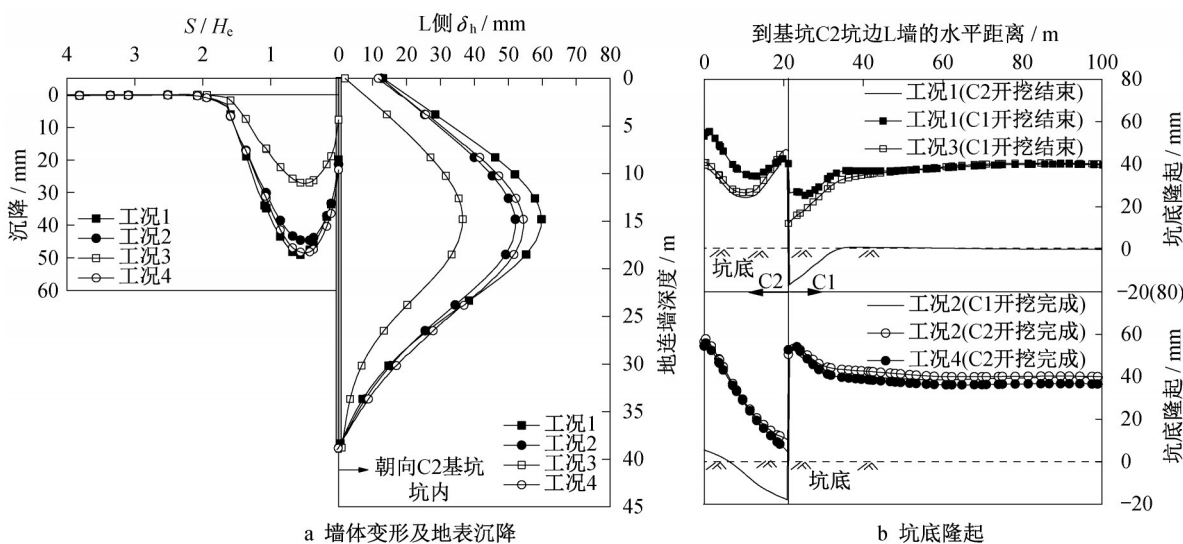 S / He
4 3 2 1 0
L侧 δh / mm
0 10 20 30 40 50 60 70 80
沉降 / mm
0
10
20
30
40
50
60
工况1
工况2
工况3
工况4
地连墙深度 / m
0
5
10
15
20
25
30
35
40
45
朝向C2基坑
坑内
工况1
工况2
工况3
工况4
a 墙体变形及地表沉降
到基坑C2坑边L墙的水平距离 / m
0 20 40 60 80 100
工况1(C2开挖结束)
工况1(C1开挖结束)
工况3(C1开挖结束)
坑底隆起 / mm
80
60
40
20
0
−20(80)
坑底
C2 C1
工况2(C1开挖完成)
工况2(C2开挖完成)
工况4(C2开挖完成)
坑底隆起 / mm
60
40
20
0
−20
坑底
b 坑底隆起